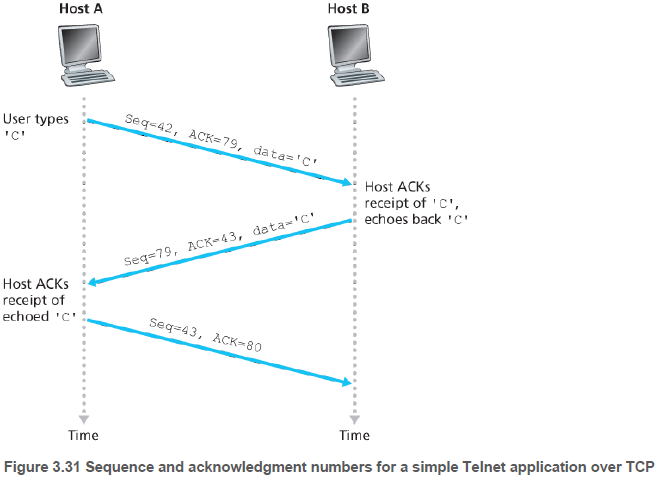 Host A
Host B
User types
'C'
Seq=42, ACK=79, data='C'
Host ACKs
receipt of 'C',
echoes back 'C'
Seq=79, ACK=43, data='C'
Host ACKs
receipt of
echoed 'C'
Seq=43, ACK=80
Time
Time
Figure 3.31 Sequence and acknowledgment numbers for a simple Telnet application over TCP